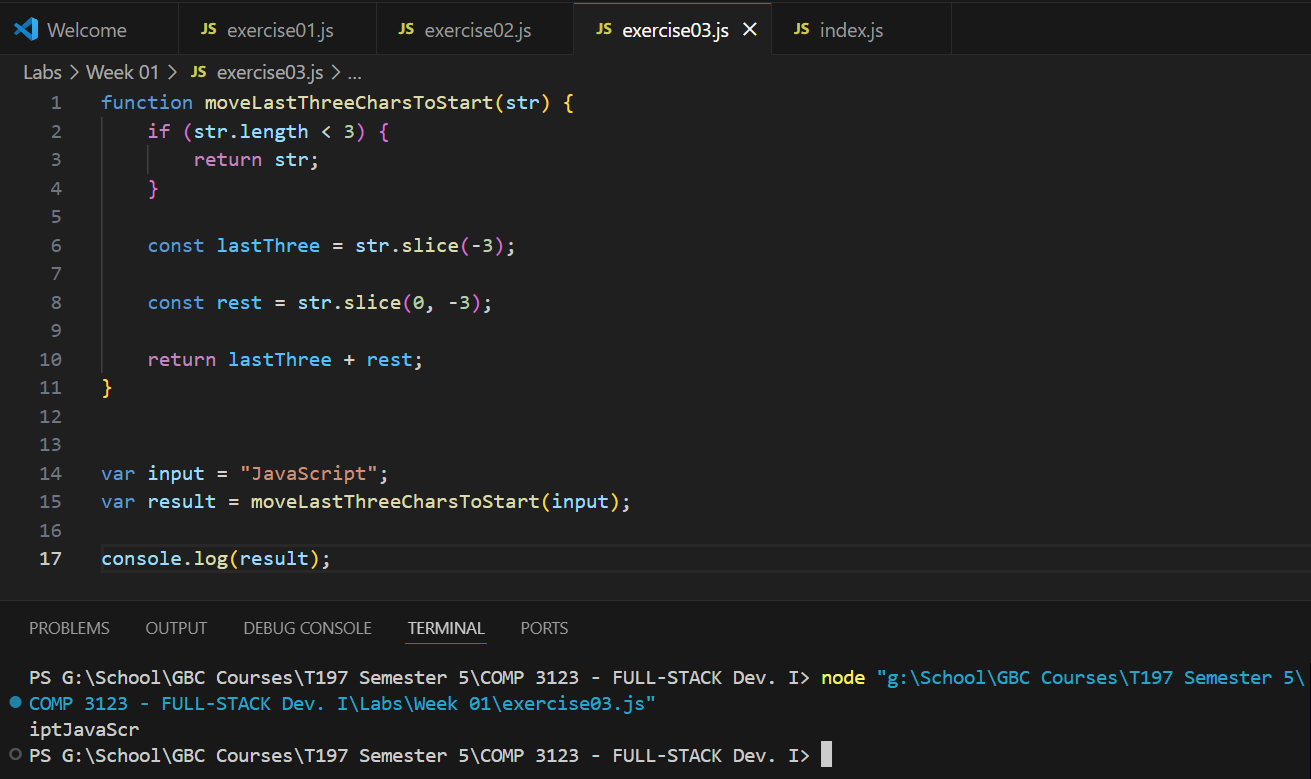 Welcome JS exercise01.js JS exercise02.js JS exercise03.js JS index.js
Labs > Week 01 > JS exercise03.js > ...
1 function moveLastThreeCharsToStart(str) {
2     if (str.length < 3) {
3         return str;
4     }
5
6     const lastThree = str.slice(-3);
7
8     const rest = str.slice(0, -3);
9
10     return lastThree + rest;
11 }
12
13
14 var input = "JavaScript";
15 var result = moveLastThreeCharsToStart(input);
16
17 console.log(result);
PROBLEMS OUTPUT DEBUG CONSOLE TERMINAL PORTS
PS G:\School\GBC Courses\T197 Semester 5\COMP 3123 - FULL-STACK Dev. I> node "g:\School\GBC Courses\T197 Semester 5\
COMP 3123 - FULL-STACK Dev. I\Labs\Week 01\exercise03.js"
iptJavaScr
PS G:\School\GBC Courses\T197 Semester 5\COMP 3123 - FULL-STACK Dev. I>